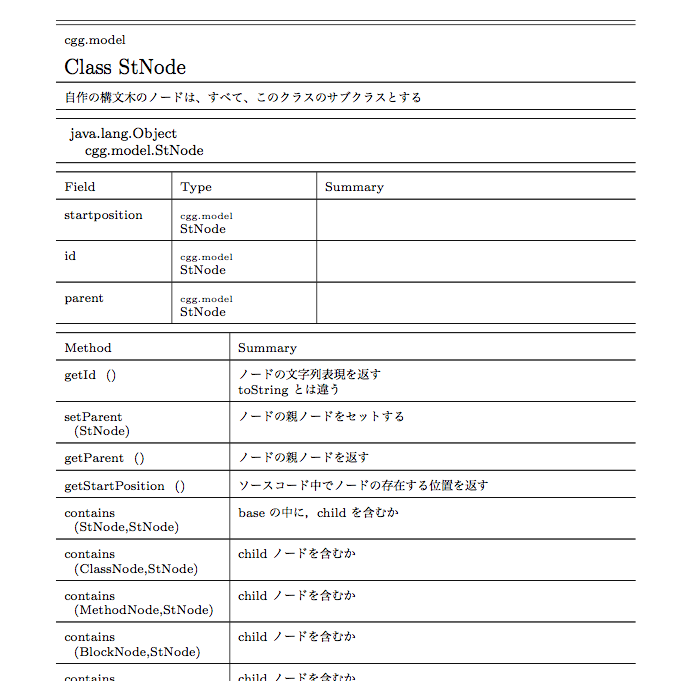 cgg.model
Class StNode
自作の構文木のノードは、すべて、このクラスのサブクラスとする
java.lang.Object
cgg.model.StNode
Field Type Summary
startposition cgg.model
StNode
id cgg.model
StNode
parent cgg.model
StNode
Method Summary
getId () ノードの文字列表現を返す
toString とは違う
setParent ノードの親ノードをセットする
(StNode)
getParent () ノードの親ノードを返す
getStartPosition () ソースコード中でノードの存在する位置を返す
contains base の中に，child を含むか
(StNode,StNode)
contains child ノードを含むか
(ClassNode,StNode)
contains child ノードを含むか
(MethodNode,StNode)
contains child ノードを含むか
(BlockNode,StNode)
contains child ノードを含むか